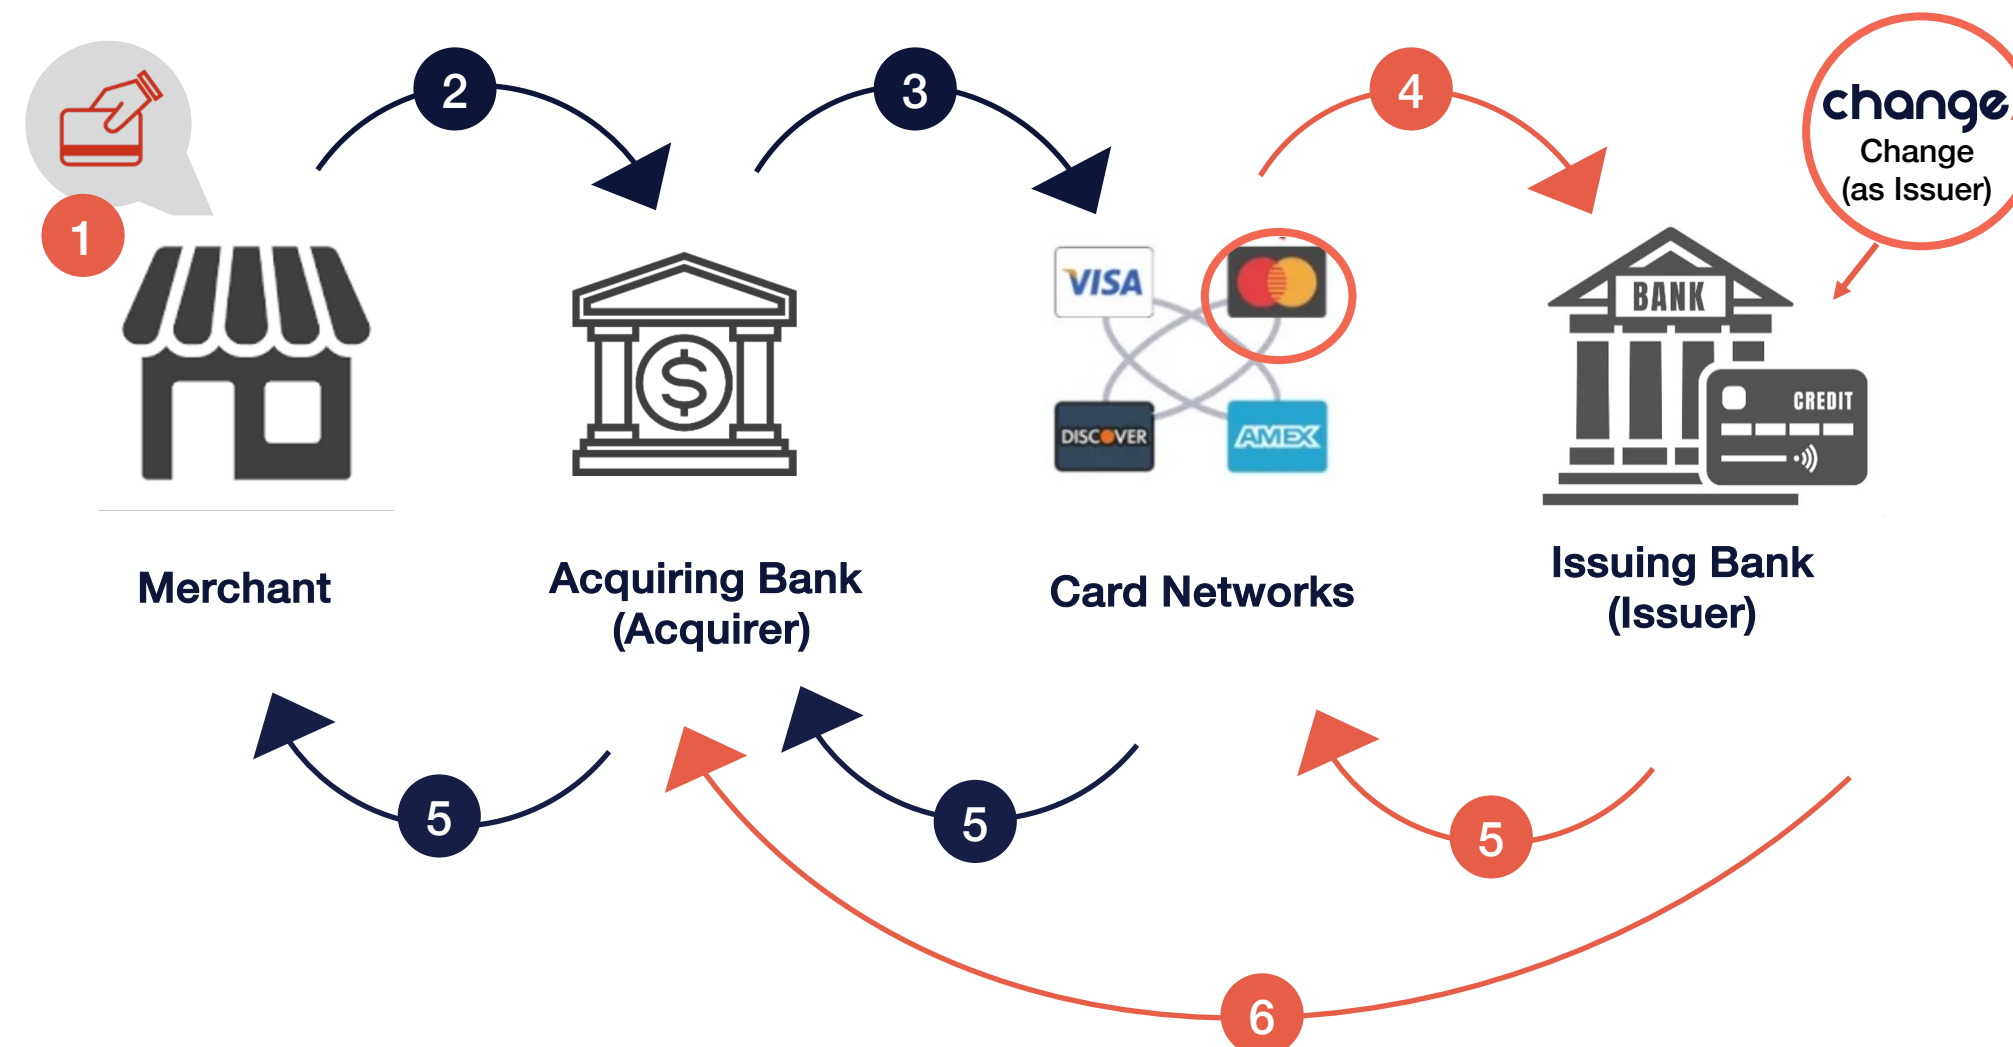 2
3
4
change
Change
(as Issuer)
1
VISA
DISCOVER
AMEX
BANK
CREDIT
Merchant
Acquiring Bank
(Acquirer)
Card Networks
Issuing Bank
(Issuer)
5
5
5
6